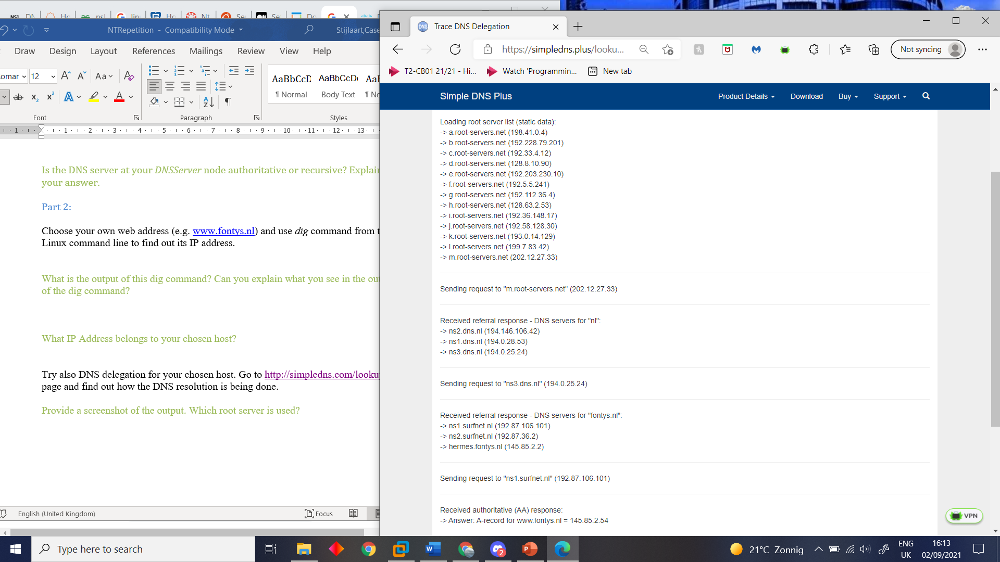 NTRepetition - Compatibility Mode
Draw Design Layout References Mailings Review View Help
12
Aa
AaBbCcD AaBbCcD
¶ Normal Body Text
Font Paragraph Styles
1 1 2 3 4 5 6 7 8 9 10 11 12 13
Is the DNS server at your DNSServer node authoritative or recursive? Explain
your answer.
Part 2:
Choose your own web address (e.g. www.fontys.nl) and use dig command from
Linux command line to find out its IP address.
What is the output of this dig command? Can you explain what you see in the
of the dig command?
What IP Address belongs to your chosen host?
Try also DNS delegation for your chosen host. Go to http://simpledns.com/looku
page and find out how the DNS resolution is being done.
Provide a screenshot of the output. Which root server is used?
English (United Kingdom) Focus
Trace DNS Delegation
https://simpledns.plus/looku...
Not syncing
T2-CB01 21/21 - Hi... Watch 'Programmin... New tab
Simple DNS Plus Product Details Download Buy Support
Loading root server list (static data):
-> a.root-servers.net (198.41.0.4)
-> b.root-servers.net (192.228.79.201)
-> c.root-servers.net (192.33.4.12)
-> d.root-servers.net (128.8.10.90)
-> e.root-servers.net (192.203.230.10)
-> f.root-servers.net (192.5.5.241)
-> g.root-servers.net (192.112.36.4)
-> h.root-servers.net (128.63.2.53)
-> i.root-servers.net (192.36.148.17)
-> j.root-servers.net (192.58.128.30)
-> k.root-servers.net (193.0.14.129)
-> l.root-servers.net (199.7.83.42)
-> m.root-servers.net (202.12.27.33)
Sending request to "m.root-servers.net" (202.12.27.33)
Received referral response - DNS servers for "nl":
-> ns2.dns.nl (194.146.106.42)
-> ns1.dns.nl (194.0.28.53)
-> ns3.dns.nl (194.0.25.24)
Sending request to "ns3.dns.nl" (194.0.25.24)
Received referral response - DNS servers for "fontys.nl":
-> ns1.surfnet.nl (192.87.106.101)
-> ns2.surfnet.nl (192.87.36.2)
-> hermes.fontys.nl (145.85.2.2)
Sending request to "ns1.surfnet.nl" (192.87.106.101)
Received authoritative (AA) response:
-> Answer: A-record for www.fontys.nl = 145.85.2.54
VPN
Type here to search
21°C Zonnig
ENG
UK
16:13
02/09/2021